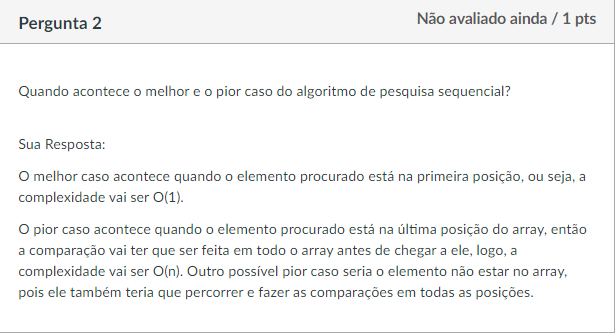 Pergunta 2
Não avaliado ainda / 1 pts
Quando acontece o melhor e o pior caso do algoritmo de pesquisa sequencial?
Sua Resposta:
O melhor caso acontece quando o elemento procurado está na primeira posição, ou seja, a
complexidade vai ser O(1).
O pior caso acontece quando o elemento procurado está na última posição do array, então
a comparação vai ter que ser feita em todo o array antes de chegar a ele, logo, a
complexidade vai ser O(n). Outro possível pior caso seria o elemento não estar no array,
pois ele também teria que percorrer e fazer as comparações em todas as posições.